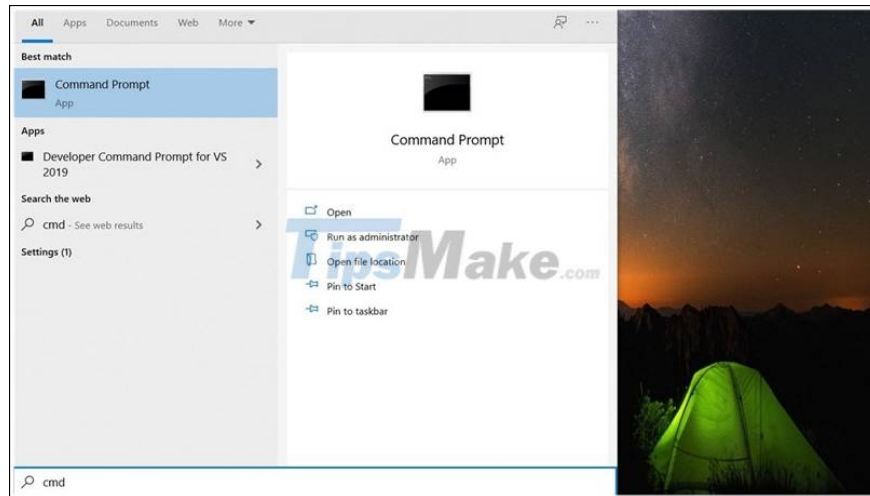 All Apps Documents Web More
Best match
Command Prompt
App
Apps
Developer Command Prompt for VS
2019
Search the web
cmd - See web results
Settings (1)
Command Prompt
App
Open
Run as administrator
Open file location
Pin to Start
Pin to taskbar
TipsMake.com
cmd